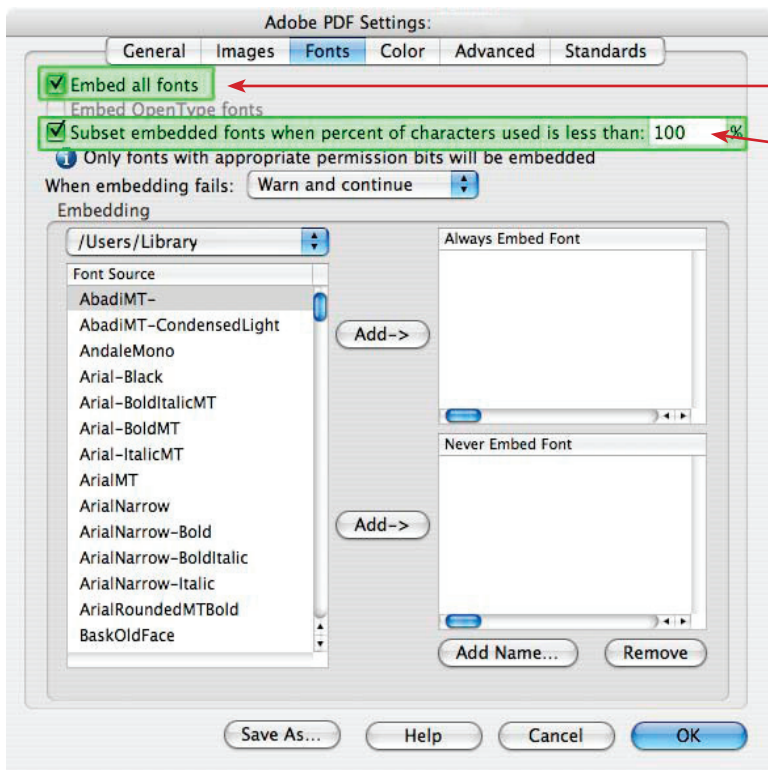 Adobe PDF Settings:
General Images Fonts Color Advanced Standards
Embed all fonts
Embed OpenType fonts
Subset embedded fonts when percent of characters used is less than: 100 %
Only fonts with appropriate permission bits will be embedded
When embedding fails: Warn and continue
Embedding
/Users/Library
Font Source
AbadiMT-
AbadiMT-CondensedLight
AndaleMono
Arial-Black
Arial-BoldItalicMT
Arial-BoldMT
Arial-ItalicMT
ArialMT
ArialNarrow
ArialNarrow-Bold
ArialNarrow-BoldItalic
ArialNarrow-Italic
ArialRoundedMTBold
BaskOldFace
Add->
Add->
Always Embed Font
Never Embed Font
Add Name... Remove
Save As... Help Cancel OK